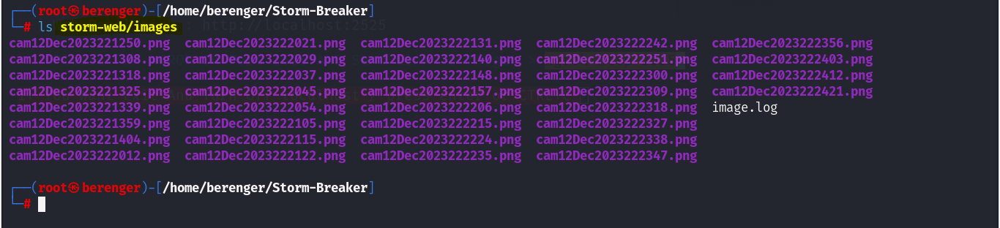 ┌──(root㉿berenger)-[/home/berenger/Storm-Breaker]
└─# ls storm-web/images
cam12Dec2023221250.png cam12Dec2023222021.png cam12Dec2023222131.png cam12Dec2023222242.png cam12Dec2023222356.png
cam12Dec2023221308.png cam12Dec2023222029.png cam12Dec2023222140.png cam12Dec2023222251.png cam12Dec2023222403.png
cam12Dec2023221318.png cam12Dec2023222037.png cam12Dec2023222148.png cam12Dec2023222300.png cam12Dec2023222412.png
cam12Dec2023221325.png cam12Dec2023222045.png cam12Dec2023222157.png cam12Dec2023222309.png cam12Dec2023222421.png
cam12Dec2023221339.png cam12Dec2023222054.png cam12Dec2023222206.png cam12Dec2023222318.png image.log
cam12Dec2023221359.png cam12Dec2023222105.png cam12Dec2023222215.png cam12Dec2023222327.png
cam12Dec2023221404.png cam12Dec2023222115.png cam12Dec2023222224.png cam12Dec2023222338.png
cam12Dec2023222012.png cam12Dec2023222122.png cam12Dec2023222235.png cam12Dec2023222347.png
┌──(root㉿berenger)-[/home/berenger/Storm-Breaker]
└─#